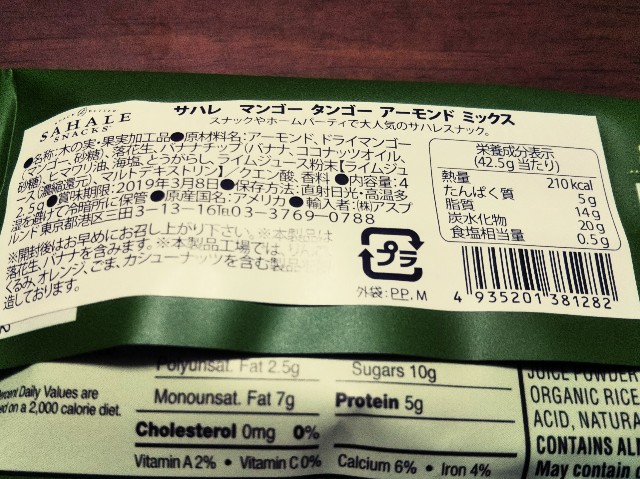 SAHALE
SNACKS
サハレ マンゴー タンゴー アーモンド ミックス
スナックやホームパーティで大人気のサハレスナック。
●名称:木の実・果実加工品●原材料名:アーモンド、ドライマンゴー
(マンゴー、砂糖)、落花生、バナナチップ(バナナ、ココナッツオイル、
砂糖)、ヒマワリ油、海塩、とうがらし、ライムジュース粉末【ライムジュ
ース(濃縮還元)、マルトデキストリン】/クエン酸、香料●内容量:4
2.5g●賞味期限:2019年3月8日●保存方法:直射日光・高温多
湿を避けて冷暗所に保管●原産国名:アメリカ●輸入者:㈱アスプ
ルンド 東京都港区三田3-13-16℡03-3769-0788
※開封後はお早めにお召し上がり下さい。※本製品は
落花生、バナナを含みます。※本製品工場では
くるみ、オレンジ、ごま、カシューナッツを含む製品
造しております。
プラ
外袋:PP, M
栄養成分表示
(42.5g 当たり)
熱量 210kcal
たんぱく質 5g
脂質 14g
炭水化物 20g
食塩相当量 0.5g
4 935201 381282
Polyunsat. Fat 2.5g
Sugars 10g
Daily Values are
on a 2,000 calorie diet.
Monounsat. Fat 7g
Protein 5g
Cholesterol 0mg 0%
Vitamin A 2% • Vitamin C 0%
Calcium 6% • Iron 4%
JUICE POWDER
ORGANIC RICE
ACID, NATURA
CONTAINS AL
May contain